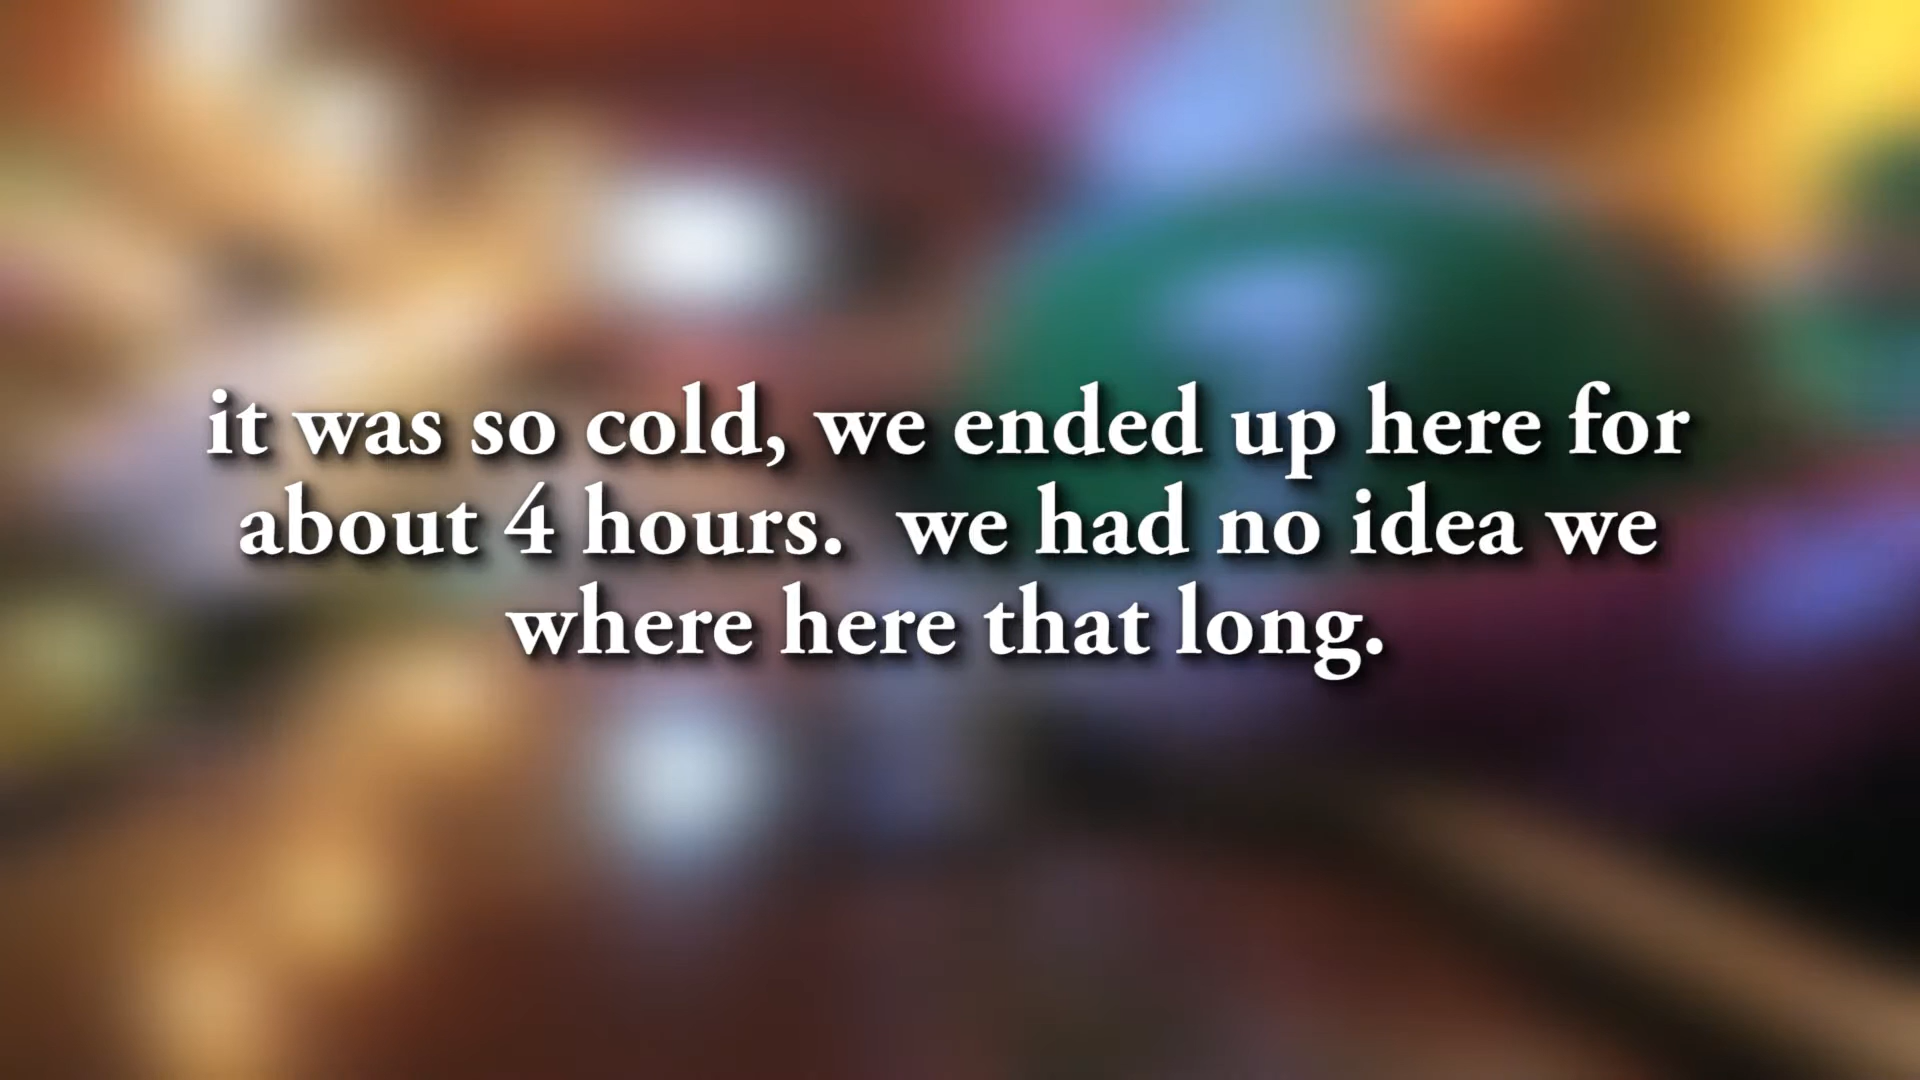 it was so cold, we ended up here for
about 4 hours.  we had no idea we
where here that long.